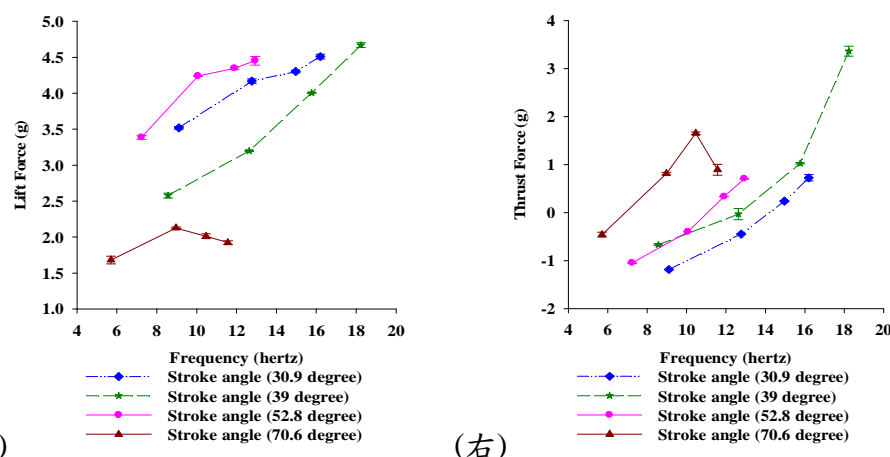 5.0
4.5
4.0
3.5
3.0
2.5
2.0
1.5
1.0
Lift Force (g)
4 6 8 10 12 14 16 18 20
Frequency (hertz)
Stroke angle (30.9 degree)
Stroke angle (39 degree)
Stroke angle (52.8 degree)
Stroke angle (70.6 degree)
)
4
3
2
1
0
-1
-2
Thrust Force (g)
4 6 8 10 12 14 16 18 20
Frequency (hertz)
Stroke angle (30.9 degree)
Stroke angle (39 degree)
Stroke angle (52.8 degree)
Stroke angle (70.6 degree)
(右)